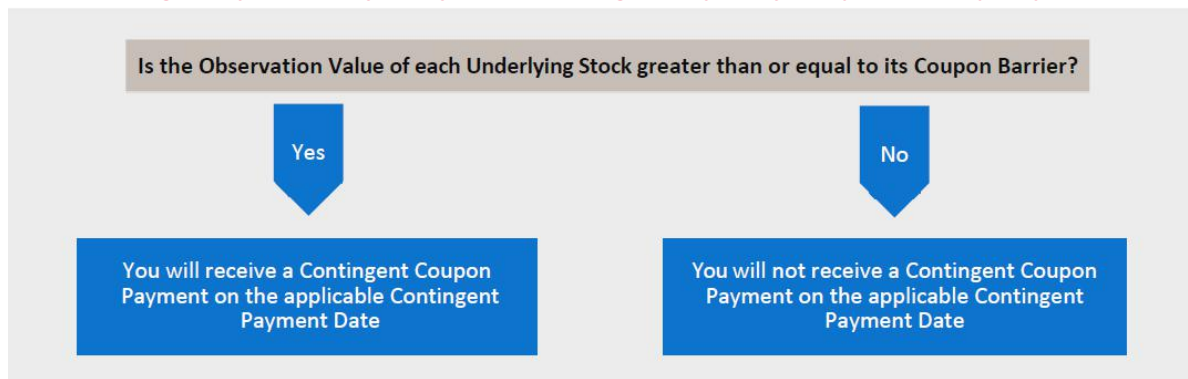 Is the Observation Value of each Underlying Stock greater than or equal to its Coupon Barrier?
Yes
No
You will receive a Contingent Coupon
Payment on the applicable Contingent
Payment Date
You will not receive a Contingent Coupon
Payment on the applicable Contingent
Payment Date